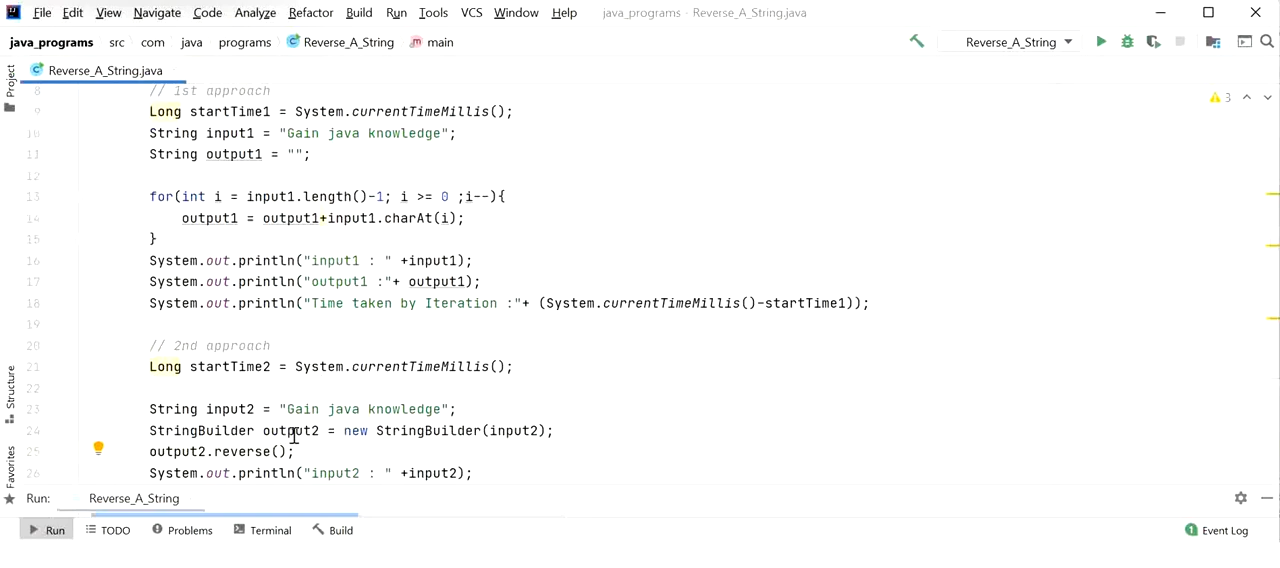 File Edit View Navigate Code Analyze Refactor Build Run Tools VCS Window Help java_programs - Reverse_A_String.java
java_programs src com java programs Reverse_A_String main Reverse_A_String
Project
Reverse_A_String.java
8 // 1st approach
9 Long startTime1 = System.currentTimeMillis(); 3
10 String input1 = "Gain java knowledge";
11 String output1 = "";
12
13 for(int i = input1.length()-1; i >= 0 ;i--){
14 output1 = output1+input1.charAt(i);
15 }
16 System.out.println("input1 : " +input1);
17 System.out.println("output1 :"+ output1);
18 System.out.println("Time taken by Iteration :"+ (System.currentTimeMillis()-startTime1));
19
20 // 2nd approach
21 Long startTime2 = System.currentTimeMillis();
22
23 String input2 = "Gain java knowledge";
24 StringBuilder output2 = new StringBuilder(input2);
25 output2.reverse();
26 System.out.println("input2 : " +input2);
Structure
Favorites
Run: Reverse_A_String
Run TODO Problems Terminal Build 1 Event Log